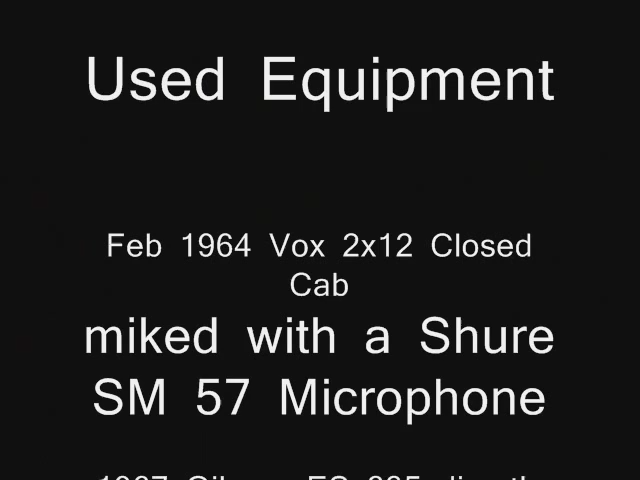 Used Equipment
Feb 1964 Vox 2x12 Closed
Cab
miked with a Shure
SM 57 Microphone